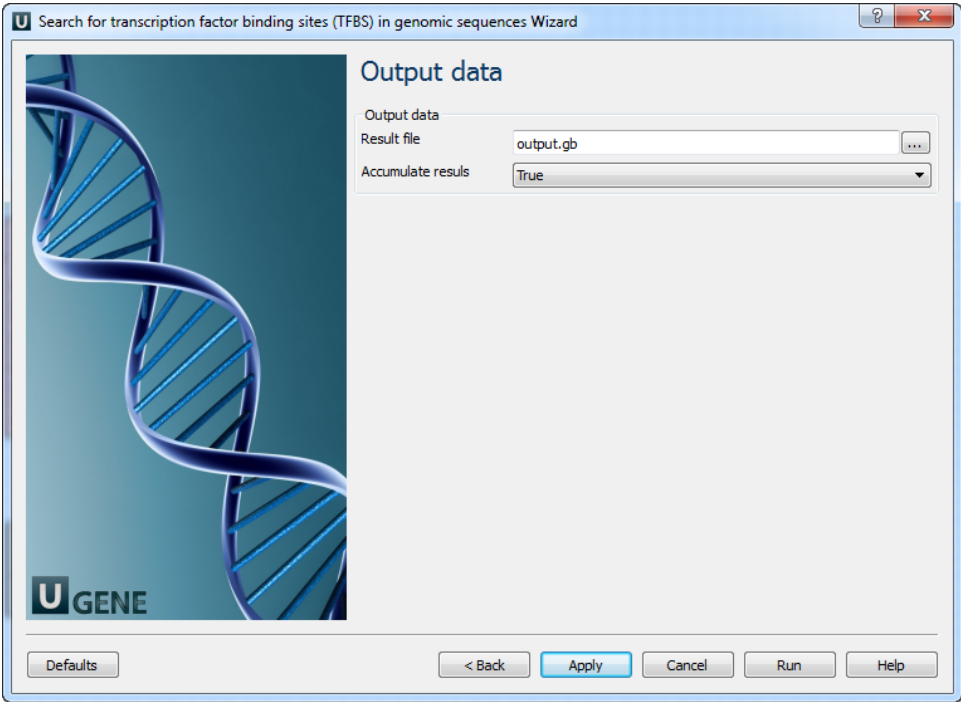 U Search for transcription factor binding sites (TFBS) in genomic sequences Wizard
? X
Output data
Output data
Result file output.gb ...
Accumulate resuls True
U GENE
Defaults < Back Apply Cancel Run Help